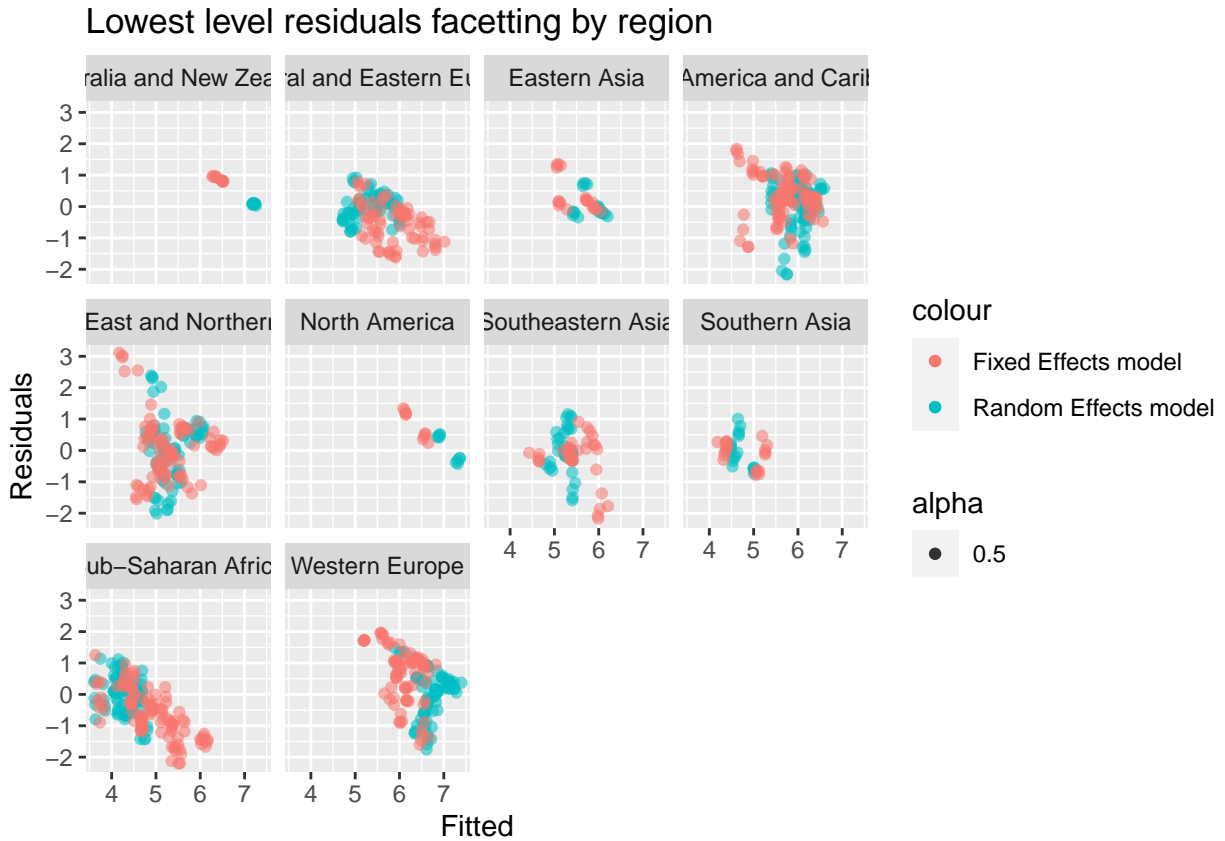 Lowest level residuals facetting by region
ralia and New Zea
ral and Eastern Eu
Eastern Asia
America and Carib
3
2
1
0
−1
−2
East and Northern
North America
Southeastern Asia
Southern Asia
3
2
1
0
−1
−2
4 5 6 7
4 5 6 7
ub−Saharan Afric
Western Europe
3
2
1
0
−1
−2
4 5 6 7
4 5 6 7
Residuals
Fitted
colour
Fixed Effects model
Random Effects model
alpha
0.5